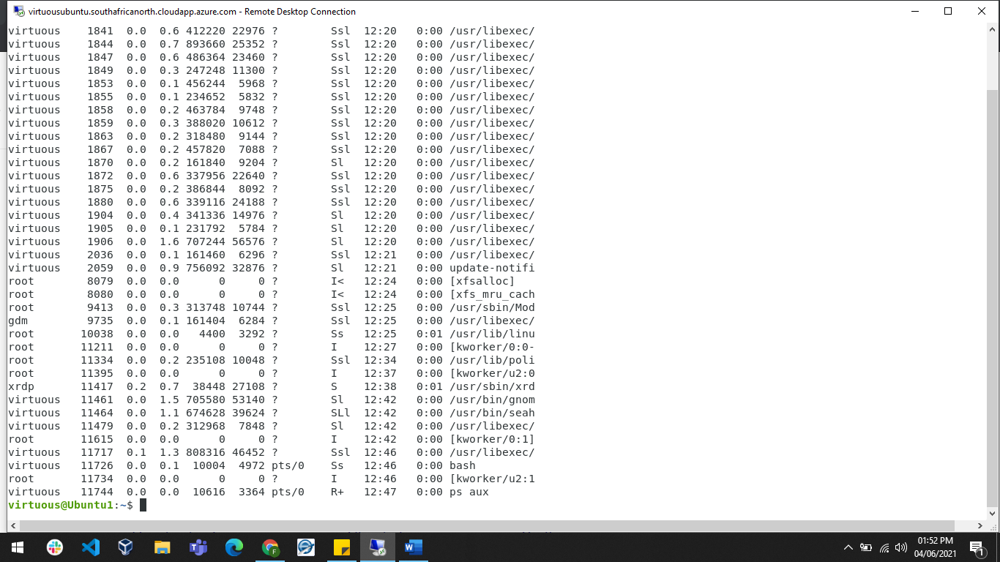 virtuousubuntu.southafricanorth.cloudapp.azure.com - Remote Desktop Connection
virtuous    1841  0.0  0.6 412220 22976 ?        Ssl  12:20   0:00 /usr/libexec/
virtuous    1844  0.0  0.7 893660 25352 ?        Ssl  12:20   0:00 /usr/libexec/
virtuous    1847  0.0  0.6 486364 23460 ?        Ssl  12:20   0:00 /usr/libexec/
virtuous    1849  0.0  0.3 247248 11300 ?        Ssl  12:20   0:00 /usr/libexec/
virtuous    1853  0.0  0.1 456244  5968 ?        Ssl  12:20   0:00 /usr/libexec/
virtuous    1855  0.0  0.1 234652  5832 ?        Ssl  12:20   0:00 /usr/libexec/
virtuous    1858  0.0  0.2 463784  9748 ?        Ssl  12:20   0:00 /usr/libexec/
virtuous    1859  0.0  0.3 388020 10612 ?        Ssl  12:20   0:00 /usr/libexec/
virtuous    1863  0.0  0.2 318480  9144 ?        Ssl  12:20   0:00 /usr/libexec/
virtuous    1867  0.0  0.2 457820  7088 ?        Ssl  12:20   0:00 /usr/libexec/
virtuous    1870  0.0  0.2 161840  9204 ?        Sl   12:20   0:00 /usr/libexec/
virtuous    1872  0.0  0.6 337956 22640 ?        Ssl  12:20   0:00 /usr/libexec/
virtuous    1875  0.0  0.2 386844  8092 ?        Ssl  12:20   0:00 /usr/libexec/
virtuous    1880  0.0  0.6 339116 24188 ?        Ssl  12:20   0:00 /usr/libexec/
virtuous    1904  0.0  0.4 341336 14976 ?        Sl   12:20   0:00 /usr/libexec/
virtuous    1905  0.0  0.1 231792  5784 ?        Sl   12:20   0:00 /usr/libexec/
virtuous    1906  0.0  1.6 707244 56576 ?        Sl   12:20   0:00 /usr/libexec/
virtuous    2036  0.0  0.1 161460  6296 ?        Ssl  12:21   0:00 /usr/libexec/
virtuous    2059  0.0  0.9 756092 32876 ?        Sl   12:21   0:00 update-notifi
root        8079  0.0  0.0      0     0 ?        I<   12:24   0:00 [xfsalloc]
root        8080  0.0  0.0      0     0 ?        I<   12:24   0:00 [xfs_mru_cach
root        9413  0.0  0.3 313748 10744 ?        Ssl  12:25   0:00 /usr/sbin/Mod
gdm         9735  0.0  0.1 161404  6284 ?        Ssl  12:25   0:00 /usr/libexec/
root       10038  0.0  0.0   4400  3292 ?        Ss   12:25   0:01 /usr/lib/linu
root       11211  0.0  0.0      0     0 ?        I    12:27   0:00 [kworker/0:0-
root       11334  0.0  0.2 235108 10048 ?        Ssl  12:34   0:00 /usr/lib/poli
root       11395  0.0  0.0      0     0 ?        I    12:37   0:00 [kworker/u2:0
xrdp       11417  0.2  0.7  38448 27108 ?        S    12:38   0:01 /usr/sbin/xrd
virtuous   11461  0.0  1.5 705580 53140 ?        Sl   12:42   0:00 /usr/bin/gnom
virtuous   11464  0.0  1.1 674628 39624 ?        SLl  12:42   0:00 /usr/bin/seah
virtuous   11479  0.0  0.2 312968  7848 ?        Sl   12:42   0:00 /usr/libexec/
root       11615  0.0  0.0      0     0 ?        I    12:42   0:00 [kworker/0:1]
virtuous   11717  0.1  1.3 808316 46452 ?        Ssl  12:46   0:00 /usr/libexec/
virtuous   11726  0.0  0.1  10004  4972 pts/0    Ss   12:46   0:00 bash
root       11734  0.0  0.0      0     0 ?        I    12:46   0:00 [kworker/u2:1
virtuous   11744  0.0  0.0  10616  3364 pts/0    R+   12:47   0:00 ps aux
virtuous@Ubuntu1:~$
01:52 PM
04/06/2021
1